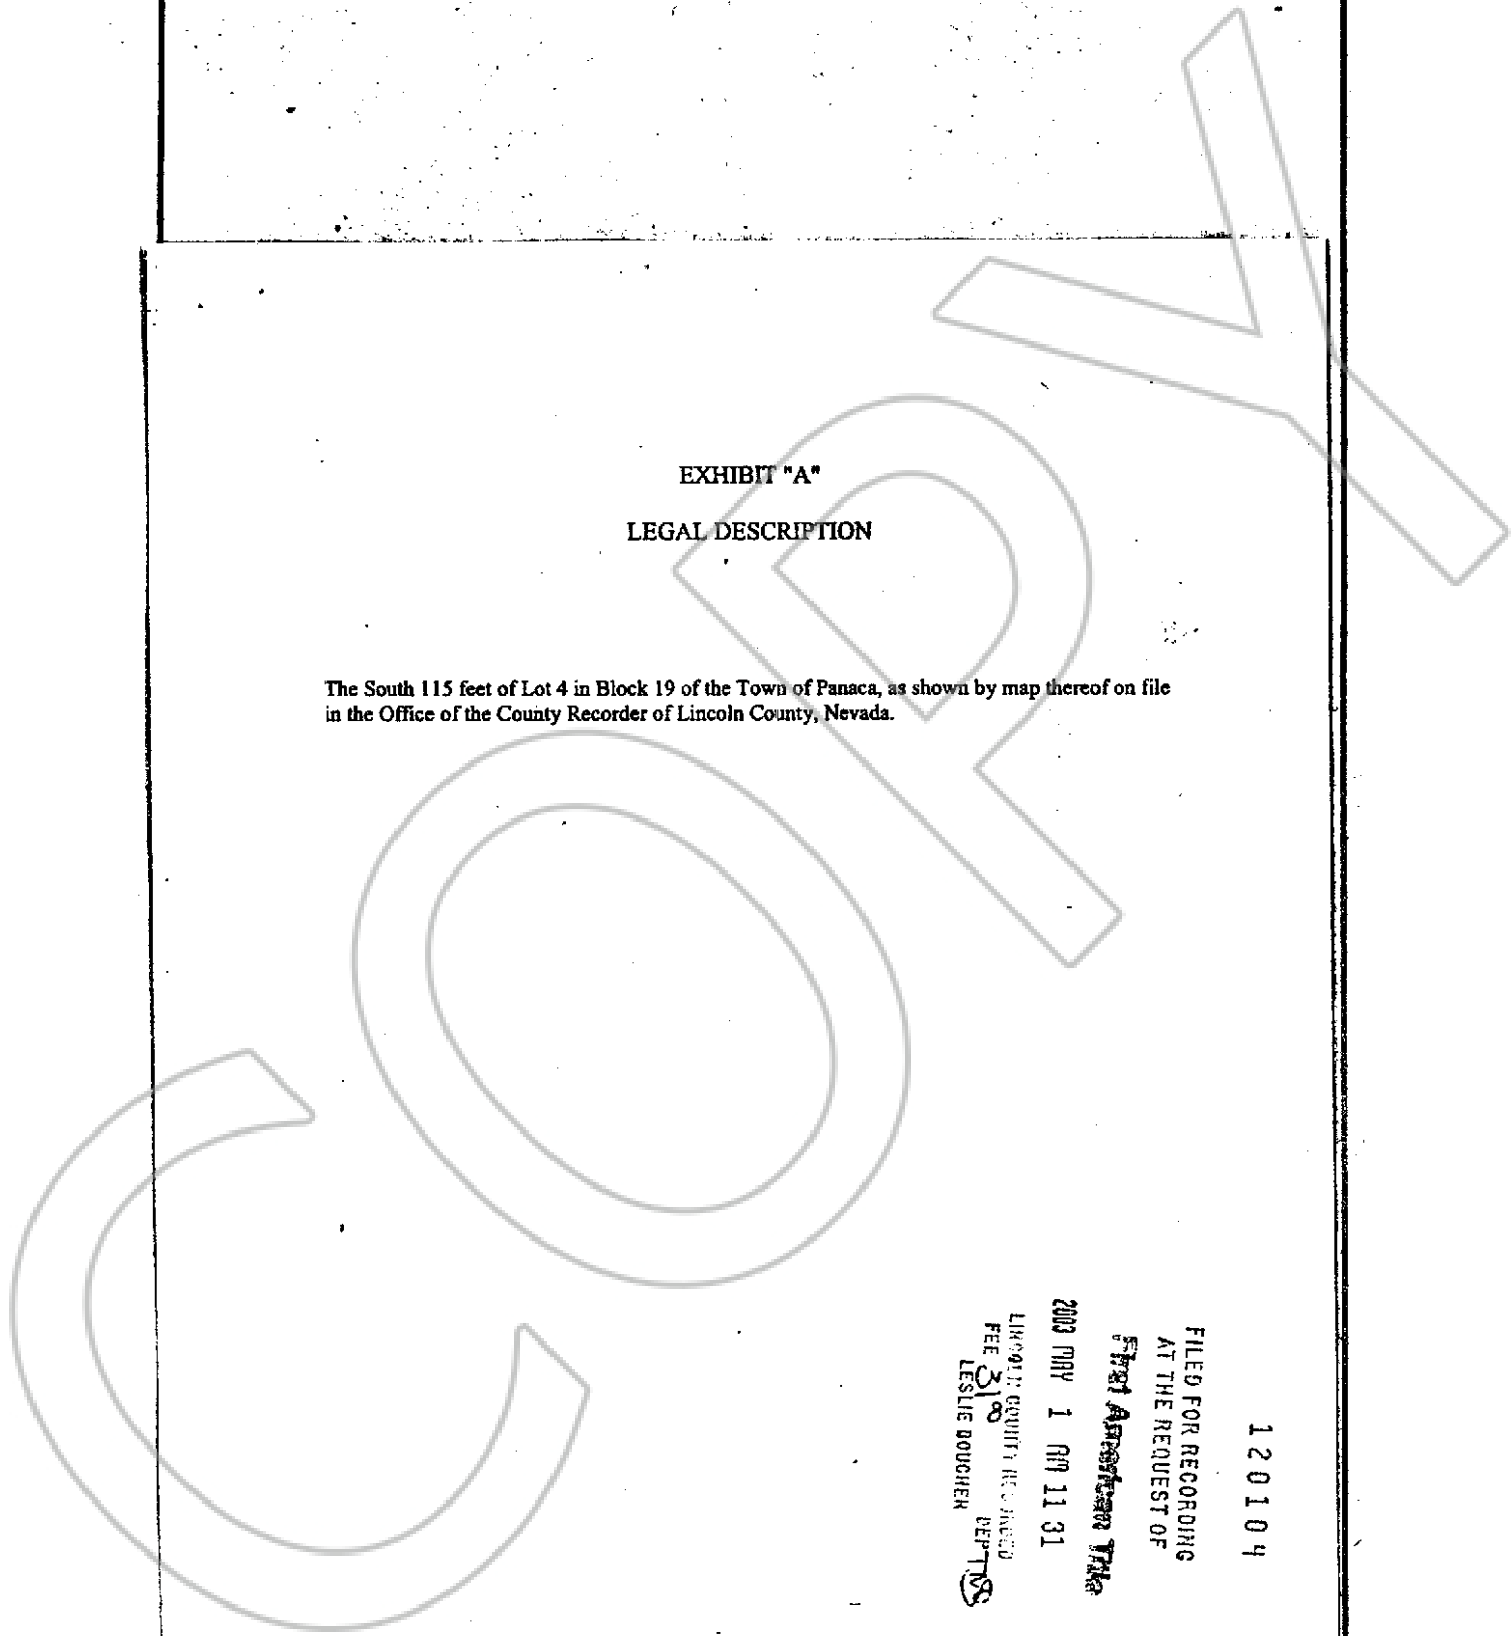 EXHIBIT "A"
LEGAL DESCRIPTION
The South 115 feet of Lot 4 in Block 19 of the Town of Panaca, as shown by map thereof on file
in the Office of the County Recorder of Lincoln County, Nevada.
COPY
120104
FILED FOR RECORDING
AT THE REQUEST OF
First American Title
2003 MAY 1 AM 11 31
LINCOLN COUNTY RECORDER
FEE 318 DEP
LESLIE BOUCHER